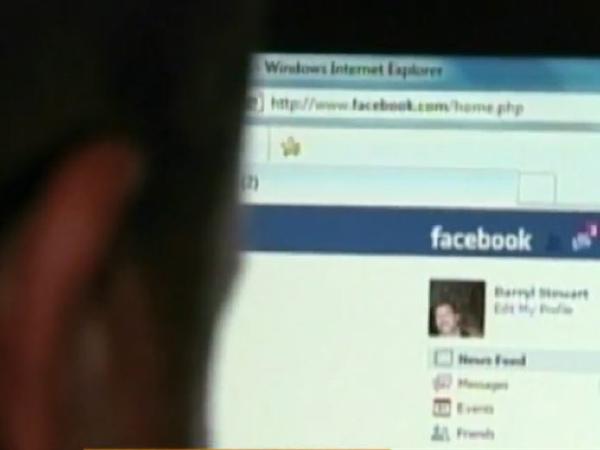 Windows Internet Explorer
http://www.facebook.com/home.php
(2)
facebook
Darryl Stewart
Edit My Profile
News Feed
Messages
Events
Friends